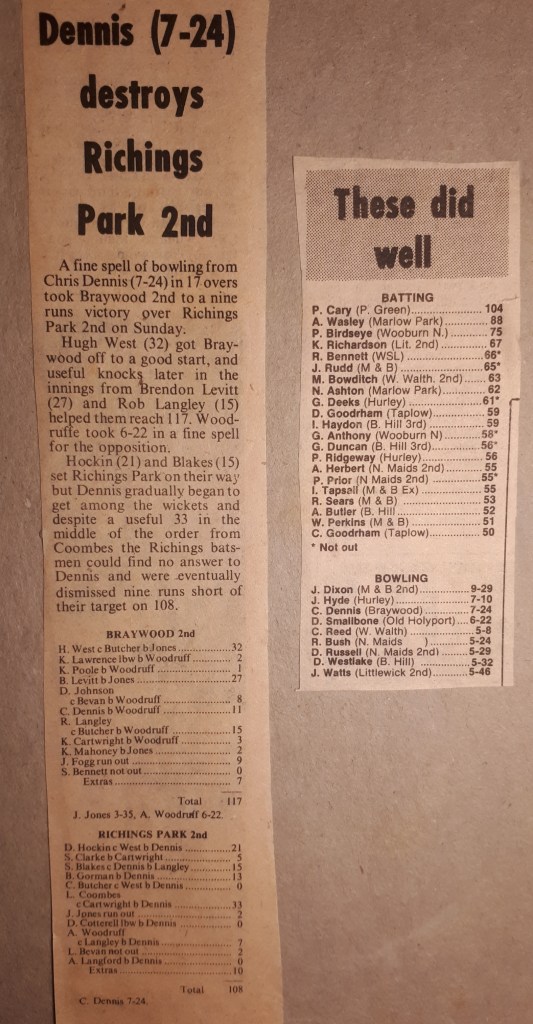 Dennis (7-24)
destroys
Richings
Park 2nd
A fine spell of bowling from
Chris Dennis (7-24) in 17 overs
took Braywood 2nd to a nine
runs victory over Richings
Park 2nd on Sunday.
Hugh West (32) got Bray-
wood off to a good start, and
useful knocks later in the
innings from Brendon Levitt
(27) and Rob Langley (15)
helped them reach 117. Wood-
ruffe took 6-22 in a fine spell
for the opposition.
Hockin (21) and Blakes (15)
set Richings Park on their way
but Dennis gradually began to
get among the wickets and
despite a useful 33 in the
middle of the order from
Coombes the Richings bats-
men could find no answer to
Dennis and were eventually
dismissed nine runs short of
their target on 108.
BRAYWOOD 2nd
H. West c Butcher b Jones 32
K. Lawrence lbw b Woodruff 2
K. Poole b Woodruff 1
B. Levitt b Jones 27
D. Johnson
c Bevan b Woodruff 8
C. Dennis b Woodruff 11
R. Langley
c Butcher b Woodruff 15
K. Cartwright b Woodruff 3
K. Mahoney b Jones 2
J. Fogg run out 9
S. Bennett not out 0
Extras 7
Total 117
J. Jones 3-35, A. Woodruff 6-22.
RICHINGS PARK 2nd
D. Hockin c West b Dennis 21
S. Clarke b Cartwright 5
S. Blakes c Dennis b Langley 15
B. Gorman b Dennis 13
C. Butcher c West b Dennis 0
L. Coombes
c Cartwright b Dennis 33
J. Jones run out 2
D. Cotterell lbw b Dennis 0
A. Woodruff
c Langley b Dennis 7
L. Bevan not out 2
A. Langford b Dennis 0
Extras 10
Total 108
C. Dennis 7-24.
These did
well
BATTING
P. Cary (P. Green) 104
A. Wasley (Marlow Park) 88
P. Birdseye (Wooburn N.) 75
K. Richardson (Lit. 2nd) 67
R. Bennett (WSL) 66*
J. Rudd (M & B) 65*
M. Bowditch (W. Walth. 2nd) 63
N. Ashton (Marlow Park) 62
G. Deeks (Hurley) 61*
D. Goodrham (Taplow) 59
I. Haydon (B. Hill 3rd) 59
G. Anthony (Wooburn N) 58*
G. Duncan (B. Hill 3rd) 56*
P. Ridgeway (Hurley) 56
A. Herbert (N. Maids 2nd) 55
P. Prior (N Maids 2nd) 55*
I. Tapsell (M & B Ex) 55
R. Sears (M & B) 53
A. Butler (B. Hill) 52
W. Perkins (M & B) 51
C. Goodrham (Taplow) 50
* Not out
BOWLING
J. Dixon (M & B 2nd) 9-29
J. Hyde (Hurley) 7-10
C. Dennis (Braywood) 7-24
D. Smallbone (Old Holyport) 6-22
C. Reed (W. Walth) 5-8
R. Bush (N. Maids ) 5-24
D. Russell (N. Maids 2nd) 5-29
D. Westlake (B. Hill) 5-32
J. Watts (Littlewick 2nd) 5-46